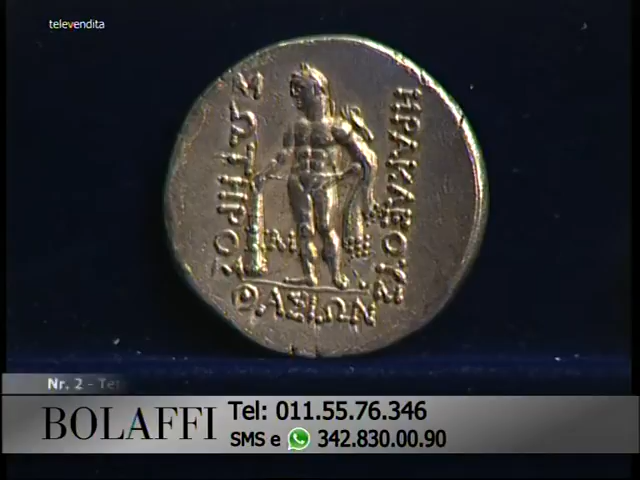 televendita
ΗΡΑΚΛΕΟΥΣ
ΣΩΤΗΡΟΣ
ΘΑΣΙΩΝ
Nr. 2 -
BOLAFFI
Tel: 011.55.76.346
SMS e 342.830.00.90